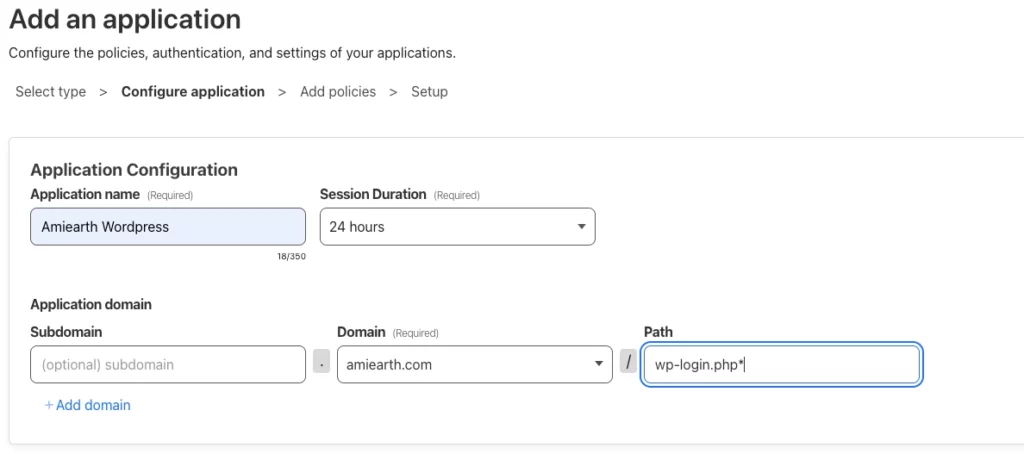 Add an application
Configure the policies, authentication, and settings of your applications.
Select type > Configure application > Add policies > Setup
Application Configuration
Application name (Required) Session Duration (Required)
Amiearth Wordpress 24 hours
18/350
Application domain
Subdomain Domain (Required) Path
(optional) subdomain . amiearth.com / wp-login.php*
+ Add domain